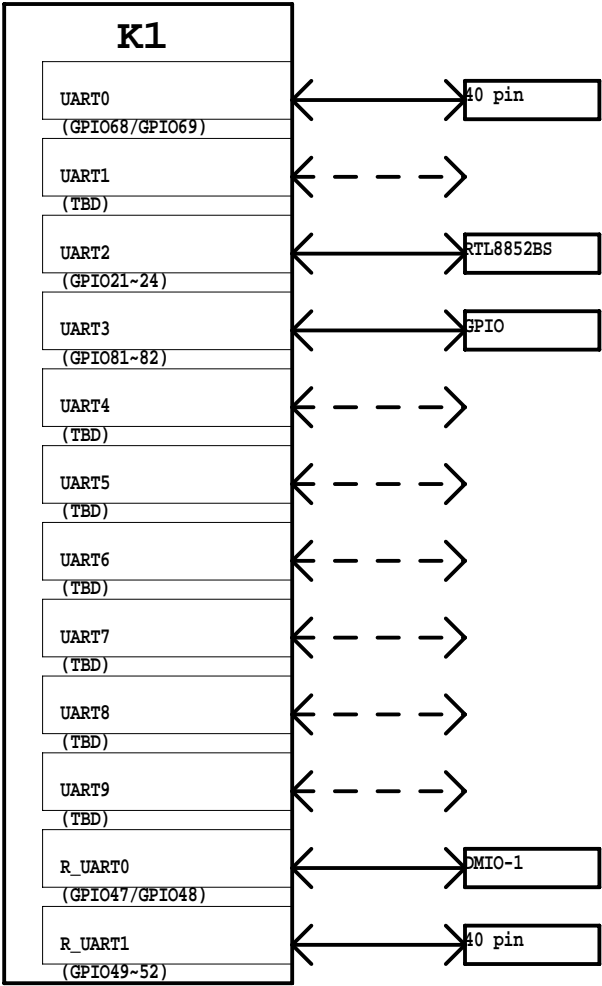 K1
UART0
40 pin
(GPIO68/GPIO69)
UART1
(TBD)
UART2
RTL8852BS
(GPIO21~24)
UART3
GPIO
(GPIO81~82)
UART4
(TBD)
UART5
(TBD)
UART6
(TBD)
UART7
(TBD)
UART8
(TBD)
UART9
(TBD)
R_UART0
DMIO-1
(GPIO47/GPIO48)
R_UART1
40 pin
(GPIO49~52)